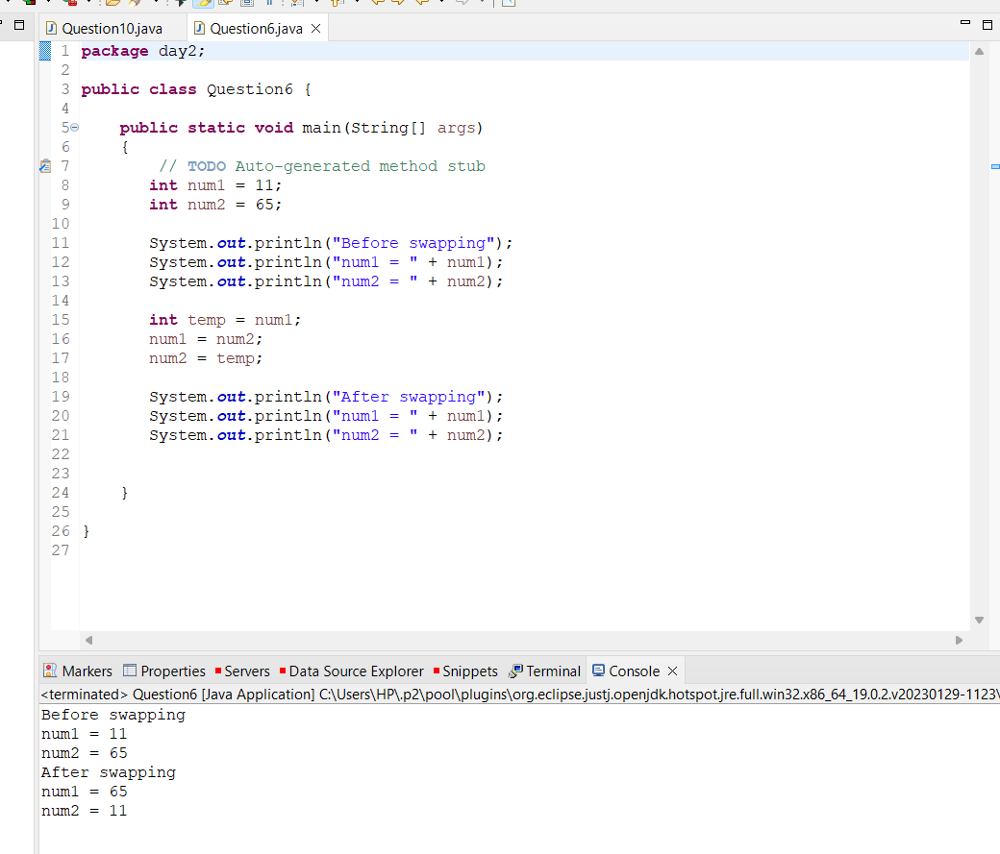 Question10.java Question6.java
1 package day2;
2
3 public class Question6 {
4
5 public static void main(String[] args)
6 {
7 // TODO Auto-generated method stub
8 int num1 = 11;
9 int num2 = 65;
10
11 System.out.println("Before swapping");
12 System.out.println("num1 = " + num1);
13 System.out.println("num2 = " + num2);
14
15 int temp = num1;
16 num1 = num2;
17 num2 = temp;
18
19 System.out.println("After swapping");
20 System.out.println("num1 = " + num1);
21 System.out.println("num2 = " + num2);
22
23
24 }
25
26 }
27
Markers Properties Servers Data Source Explorer Snippets Terminal Console
<terminated> Question6 [Java Application] C:\Users\HP\.p2\pool\plugins\org.eclipse.justj.openjdk.hotspot.jre.full.win32.x86_64_19.0.2.v20230129-1123\
Before swapping
num1 = 11
num2 = 65
After swapping
num1 = 65
num2 = 11